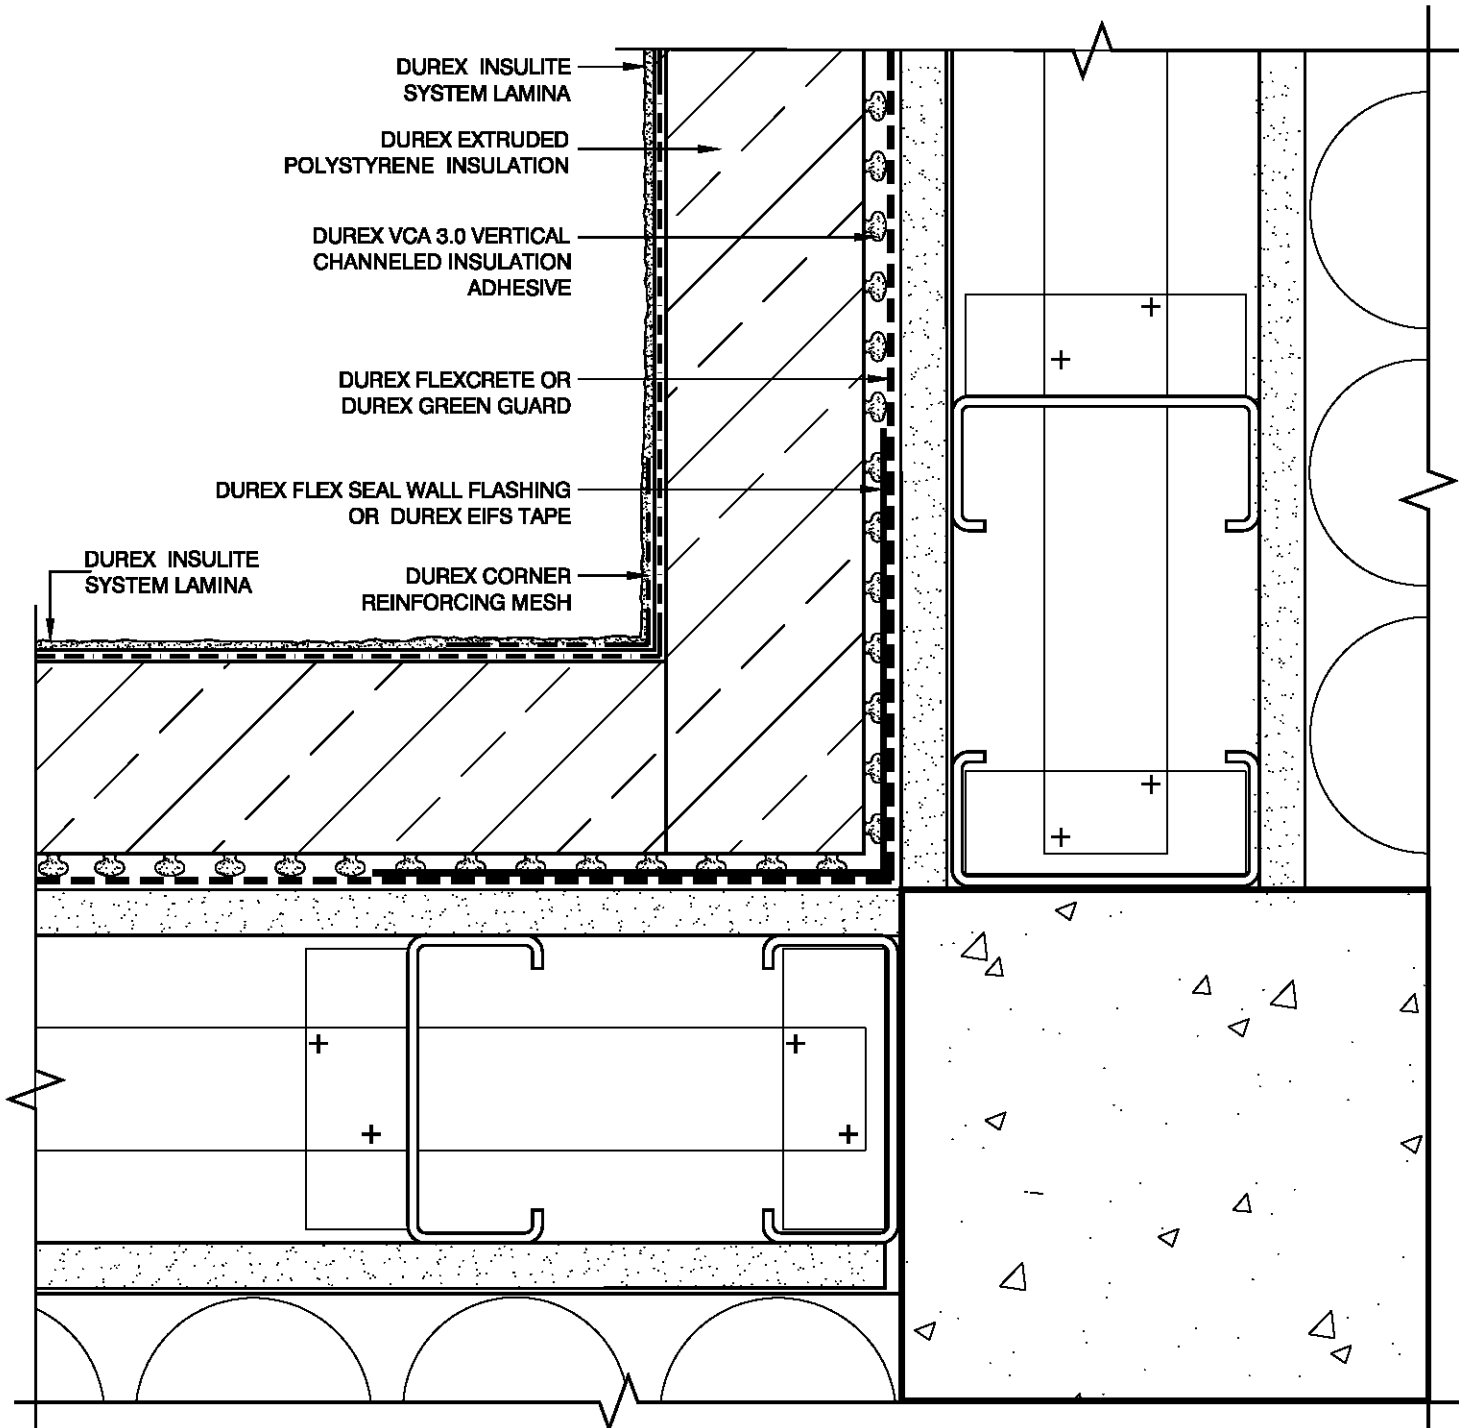 DUREX INSULITE
SYSTEM LAMINA
DUREX EXTRUDED
POLYSTYRENE INSULATION
DUREX VCA 3.0 VERTICAL
CHANNELED INSULATION
ADHESIVE
DUREX FLEXCRETE OR
DUREX GREEN GUARD
DUREX FLEX SEAL WALL FLASHING
OR DUREX EIFS TAPE
DUREX INSULITE
SYSTEM LAMINA
DUREX CORNER
REINFORCING MESH